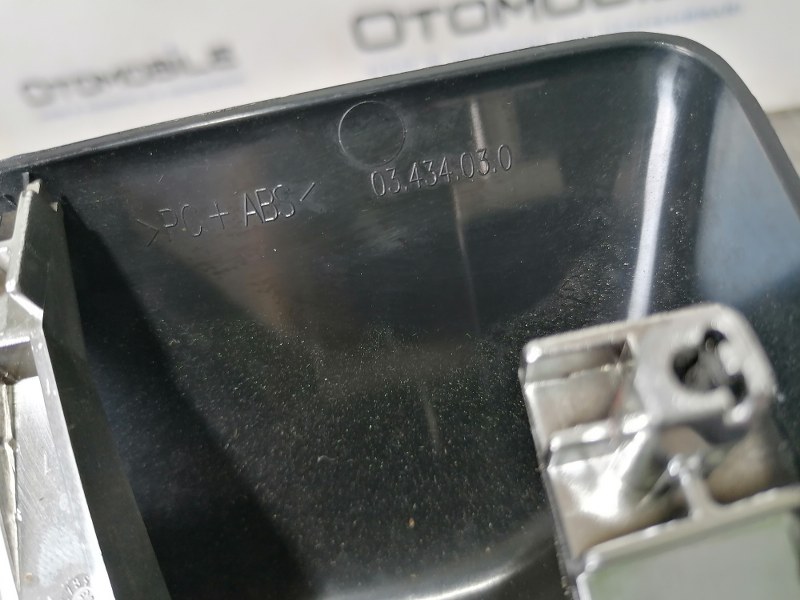 OTOMOBILE
OTOMOBILE
>PC + ABS<
03.434.03.0